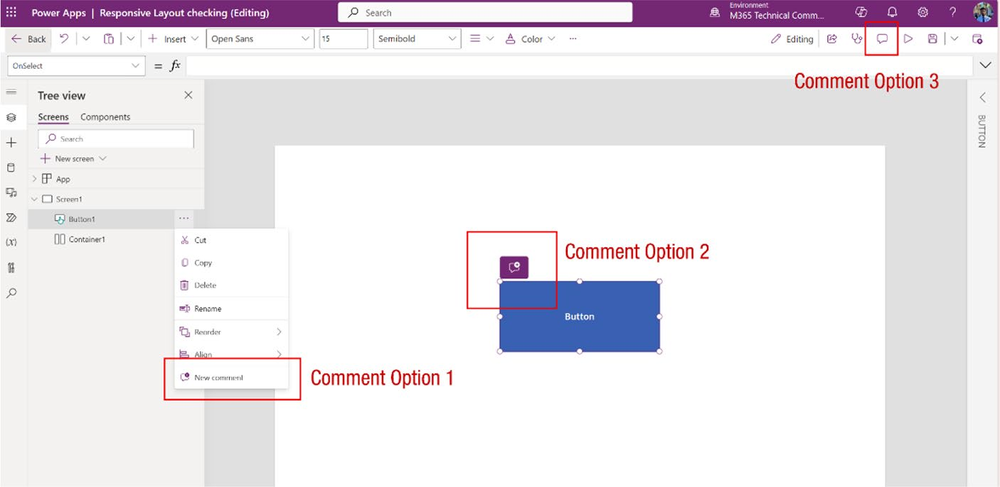 Power Apps | Responsive Layout checking (Editing)
Search
Environment
M365 Technical Comm...
Back
Insert
Open Sans
15
Semibold
Color
...
Editing
OnSelect
= fx
Comment Option 3
Tree view
Screens
Components
Search
New screen
App
Screen1
Button1
...
Container1
(x)
Cut
Copy
Delete
Rename
Reorder
Align
New comment
Comment Option 1
Comment Option 2
Button
BUTTON